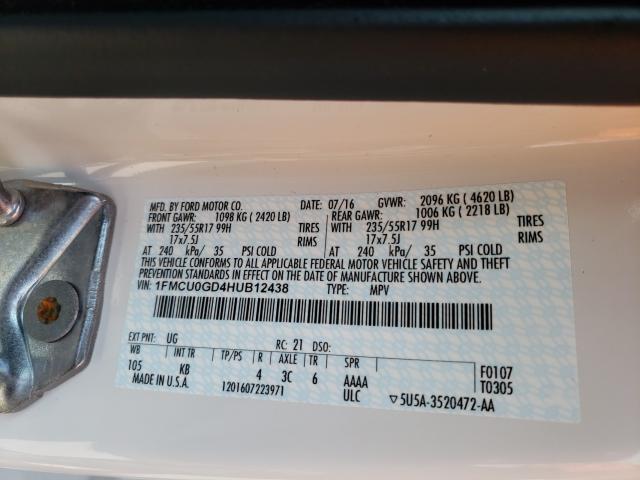 MFD. BY FORD MOTOR CO. DATE: 07/16 GVWR: 2096 KG ( 4620 LB)
FRONT GAWR: 1098 KG ( 2420 LB) REAR GAWR: 1006 KG ( 2218 LB)
WITH 235/55R17 99H TIRES WITH 235/55R17 99H TIRES
17x7.5J RIMS 17x7.5J RIMS
AT 240 kPa/ 35 PSI COLD AT 240 kPa/ 35 PSI COLD
THIS VEHICLE CONFORMS TO ALL APPLICABLE FEDERAL MOTOR VEHICLE SAFETY AND THEFT
PREVENTION STANDARDS IN EFFECT ON THE DATE OF MANUFACTURE SHOWN ABOVE.
VIN: 1FMCU0GD4HUB12438 TYPE: MPV
EXT PNT: UG RC: 21 DSO:
WB INT TR TP/PS R AXLE TR SPR
105 KB 4 3C 6 AAAA F0107
MADE IN U.S.A. 1201607223971 ULC ▽5U5A-3520472-AA T0305